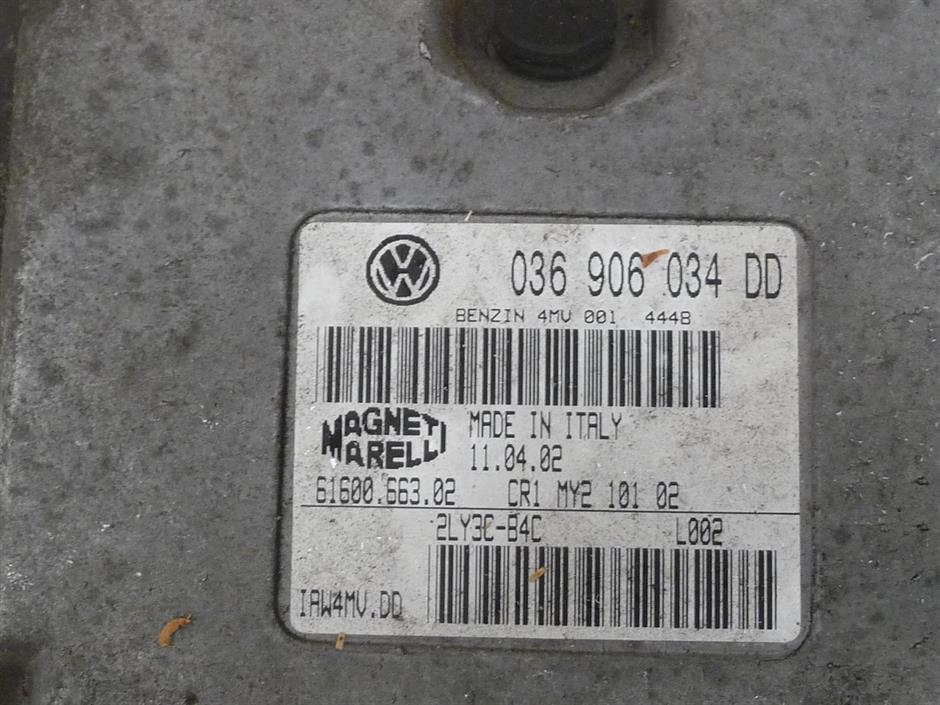 036 906 034 DD
BENZIN 4MV 001 4448
MAGNETI MARELLI
MADE IN ITALY
11.04.02
61600.663.02 CR1 MY2 101 02
2LY3C-B4C L002
IAW4MV.DD